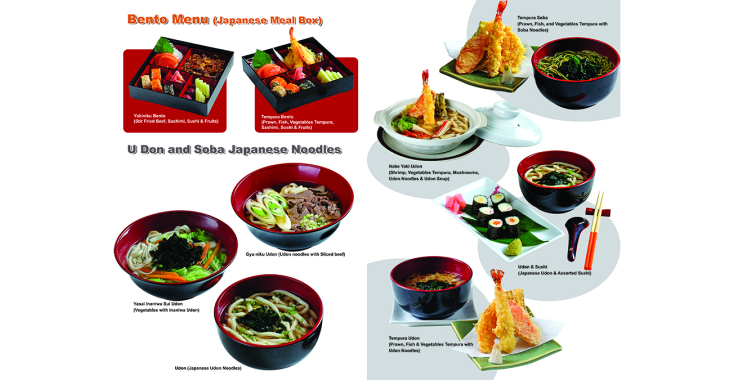 Bento Menu (Japanese Meal Box)
Yakiniku Bento
(Stir Fried Beef, Sashimi, Sushi & Fruits)
Tempura Bento
(Prawn, Fish, Vegetables Tempura,
Sashimi, Sushi & Fruits)
U Don and Soba Japanese Noodles
Gyu niku Udon (Udon noodles with Sliced beef)
Yasai Inaniwa Sui Udon
(Vegetables with Inaniwa Udon)
Udon (Japanese Udon Noodles)
Tempura Soba
(Prawn, Fish, and Vegetables Tempura with
Soba Noodles)
Nabe Yaki Udon
(Shrimp, Vegetables Tempura, Mushrooms,
Udon Noodles & Udon Soup)
Udon & Sushi
(Japanese Udon & Assorted Sushi)
Tempura Udon
(Prawn, Fish & Vegetables Tempura with
Udon Noodles)